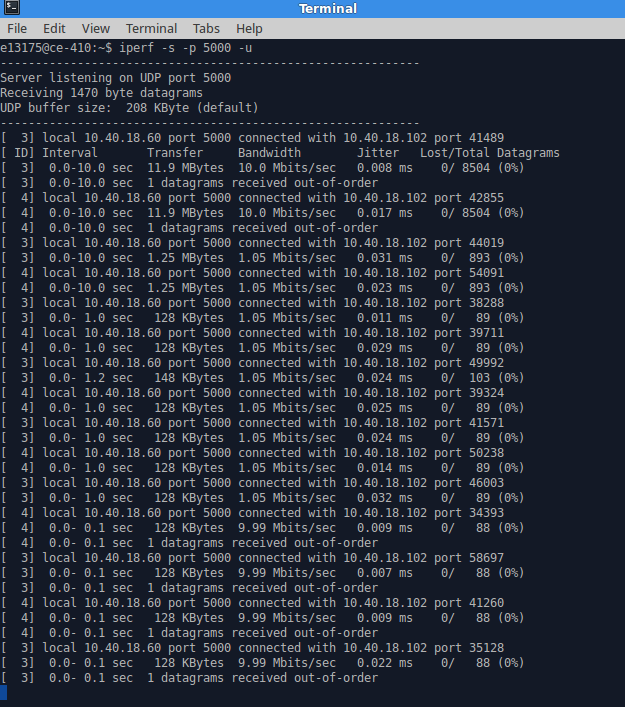 Terminal
File Edit View Terminal Tabs Help
e13175@ce-410:~$ iperf -s -p 5000 -u
------------------------------------------------------------
Server listening on UDP port 5000
Receiving 1470 byte datagrams
UDP buffer size:  208 KByte (default)
------------------------------------------------------------
[  3] local 10.40.18.60 port 5000 connected with 10.40.18.102 port 41489
[ ID] Interval       Transfer     Bandwidth        Jitter   Lost/Total Datagrams
[  3]  0.0-10.0 sec  11.9 MBytes  10.0 Mbits/sec   0.008 ms    0/ 8504 (0%)
[  3]  0.0-10.0 sec  1 datagrams received out-of-order
[  4] local 10.40.18.60 port 5000 connected with 10.40.18.102 port 42855
[  4]  0.0-10.0 sec  11.9 MBytes  10.0 Mbits/sec   0.017 ms    0/ 8504 (0%)
[  4]  0.0-10.0 sec  1 datagrams received out-of-order
[  3] local 10.40.18.60 port 5000 connected with 10.40.18.102 port 44019
[  3]  0.0-10.0 sec  1.25 MBytes  1.05 Mbits/sec   0.031 ms    0/  893 (0%)
[  4] local 10.40.18.60 port 5000 connected with 10.40.18.102 port 54091
[  4]  0.0-10.0 sec  1.25 MBytes  1.05 Mbits/sec   0.023 ms    0/  893 (0%)
[  3] local 10.40.18.60 port 5000 connected with 10.40.18.102 port 38288
[  3]  0.0- 1.0 sec   128 KBytes  1.05 Mbits/sec   0.011 ms    0/   89 (0%)
[  4] local 10.40.18.60 port 5000 connected with 10.40.18.102 port 39711
[  4]  0.0- 1.0 sec   128 KBytes  1.05 Mbits/sec   0.029 ms    0/   89 (0%)
[  3] local 10.40.18.60 port 5000 connected with 10.40.18.102 port 49992
[  3]  0.0- 1.2 sec   148 KBytes  1.05 Mbits/sec   0.024 ms    0/  103 (0%)
[  4] local 10.40.18.60 port 5000 connected with 10.40.18.102 port 39324
[  4]  0.0- 1.0 sec   128 KBytes  1.05 Mbits/sec   0.025 ms    0/   89 (0%)
[  3] local 10.40.18.60 port 5000 connected with 10.40.18.102 port 41571
[  3]  0.0- 1.0 sec   128 KBytes  1.05 Mbits/sec   0.024 ms    0/   89 (0%)
[  4] local 10.40.18.60 port 5000 connected with 10.40.18.102 port 50238
[  4]  0.0- 1.0 sec   128 KBytes  1.05 Mbits/sec   0.014 ms    0/   89 (0%)
[  3] local 10.40.18.60 port 5000 connected with 10.40.18.102 port 46003
[  3]  0.0- 1.0 sec   128 KBytes  1.05 Mbits/sec   0.032 ms    0/   89 (0%)
[  4] local 10.40.18.60 port 5000 connected with 10.40.18.102 port 34393
[  4]  0.0- 0.1 sec   128 KBytes  9.99 Mbits/sec   0.009 ms    0/   88 (0%)
[  4]  0.0- 0.1 sec  1 datagrams received out-of-order
[  3] local 10.40.18.60 port 5000 connected with 10.40.18.102 port 58697
[  3]  0.0- 0.1 sec   128 KBytes  9.99 Mbits/sec   0.007 ms    0/   88 (0%)
[  3]  0.0- 0.1 sec  1 datagrams received out-of-order
[  4] local 10.40.18.60 port 5000 connected with 10.40.18.102 port 41260
[  4]  0.0- 0.1 sec   128 KBytes  9.99 Mbits/sec   0.009 ms    0/   88 (0%)
[  4]  0.0- 0.1 sec  1 datagrams received out-of-order
[  3] local 10.40.18.60 port 5000 connected with 10.40.18.102 port 35128
[  3]  0.0- 0.1 sec   128 KBytes  9.99 Mbits/sec   0.022 ms    0/   88 (0%)
[  3]  0.0- 0.1 sec  1 datagrams received out-of-order